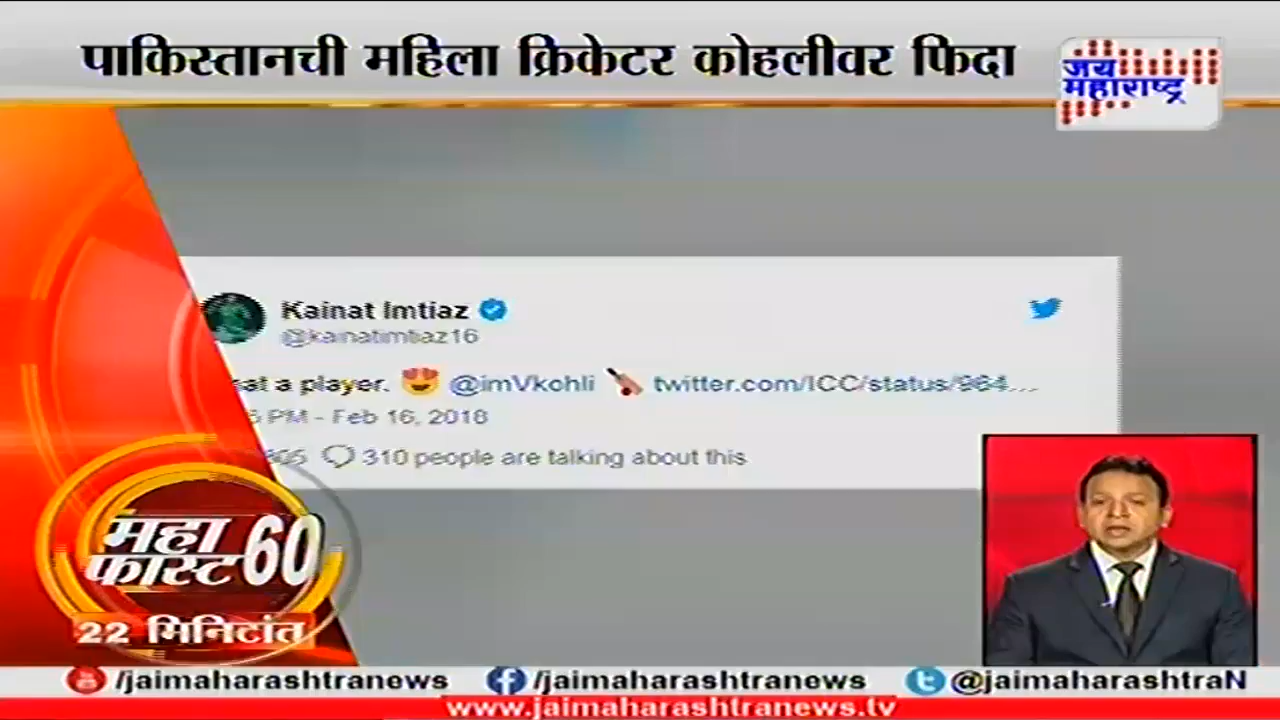 पाकिस्तानची महिला क्रिकेटर कोहलीवर फिदा
जय
महाराष्ट्र
Kainat Imtiaz
@kainatimtiaz16
a player. @imVkohli twitter.com/ICC/status/964...
PM - Feb 16, 2018
310 people are talking about this
महा
फास्ट 60
22 मिनिटांत
/jaimaharashtranews /jaimaharashtranews @jaimaharashtraN
www.jaimaharashtranews.tv